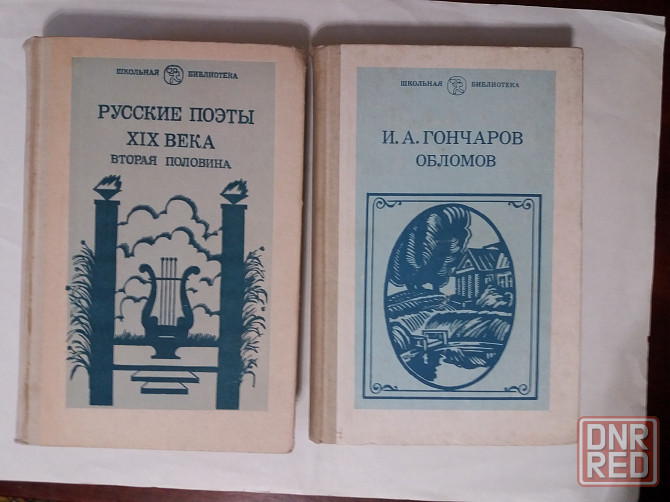 ШКОЛЬНАЯ БИБЛИОТЕКА
РУССКИЕ ПОЭТЫ
XIX ВЕКА
ВТОРАЯ ПОЛОВИНА
ШКОЛЬНАЯ БИБЛИОТЕКА
И. А. ГОНЧАРОВ
ОБЛОМОВ
DNR
RED